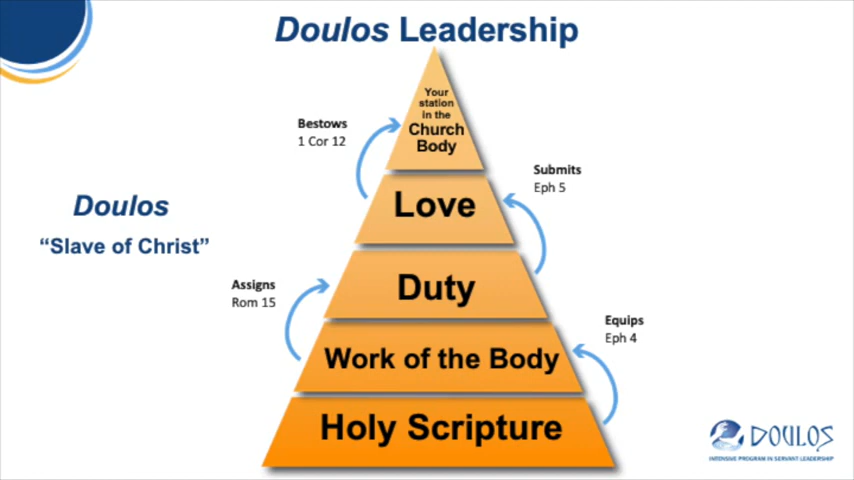 Doulos Leadership
Your
station
in the
Church
Body
Bestows
1 Cor 12
Submits
Eph 5
Love
Doulos
“Slave of Christ”
Assigns
Rom 15
Duty
Equips
Eph 4
Work of the Body
Holy Scripture
DOULOS
INTENSIVE PROGRAM IN SERVANT LEADERSHIP